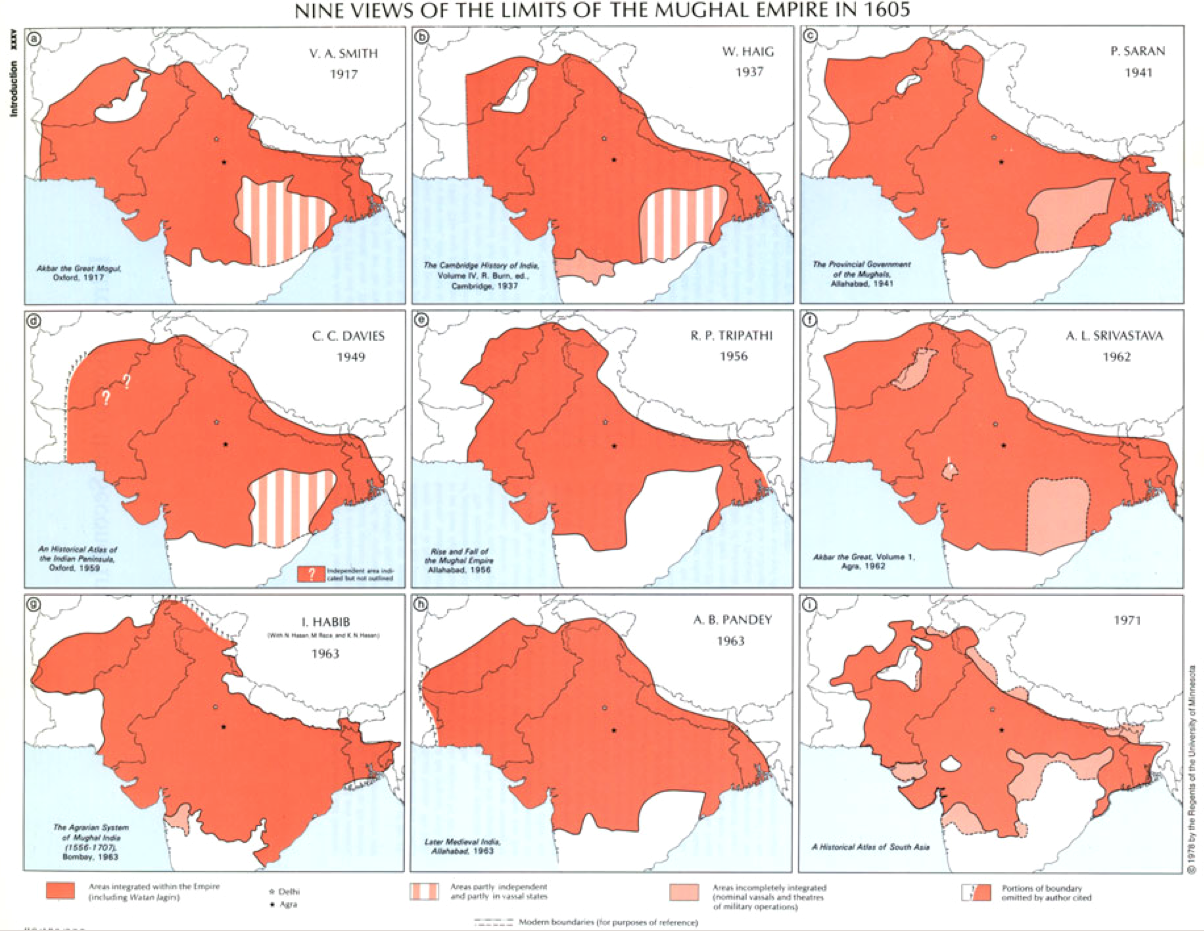 NINE VIEWS OF THE LIMITS OF THE MUGHAL EMPIRE IN 1605
Introduction xxxv
a
V. A. SMITH
1917
Akbar the Great Mogul,
Oxford, 1917
b
W. HAIG
1937
The Cambridge History of India,
Volume IV, R. Burn, ed.,
Cambridge, 1937
c
P. SARAN
1941
The Provincial Government
of the Mughals,
Allahabad, 1941
d
C. C. DAVIES
1949
? ?
An Historical Atlas of
the Indian Peninsula,
Oxford, 1959
? Independent area indi-
cated but not outlined
e
R. P. TRIPATHI
1956
Rise and Fall of
the Mughal Empire
Allahabad, 1956
f
A. L. SRIVASTAVA
1962
Akbar the Great, Volume 1,
Agra, 1962
g
I. HABIB
(With N. Hasan, M. Raza and K. N. Hasan)
1963
The Agrarian System
of Mughal India
(1556-1707),
Bombay, 1963
h
A. B. PANDEY
1963
Later Medieval India,
Allahabad, 1963
i
1971
A Historical Atlas of South Asia
© 1978 by the Regents of the University of Minnesota
Areas integrated within the Empire
(including Watan Jagirs)
Delhi
Agra
Areas partly independent
and partly in vassal states
Areas incompletely integrated
(nominal vassals and theatres
of military operations)
Portions of boundary
omitted by author cited
Modern boundaries (for purposes of reference)